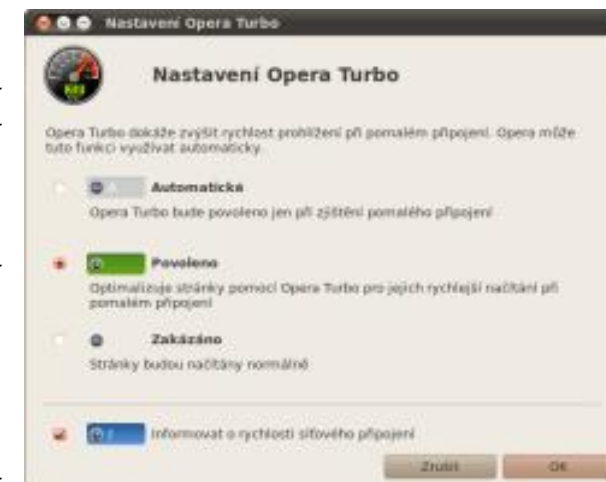 Nastavení Opera Turbo
Nastavení Opera Turbo
Opera Turbo dokáže zvýšit rychlost prohlížení při pomalém připojení. Opera může
tuto funkci využívat automaticky.
Automatické
Opera Turbo bude povoleno jen při zjištění pomalého připojení
Povoleno
Optimalizuje stránky pomocí Opera Turbo pro jejich rychlejší načítání při
pomalém připojení
Zakázáno
Stránky budou načítány normálně
Informovat o rychlosti síťového připojení
Zrušit
OK